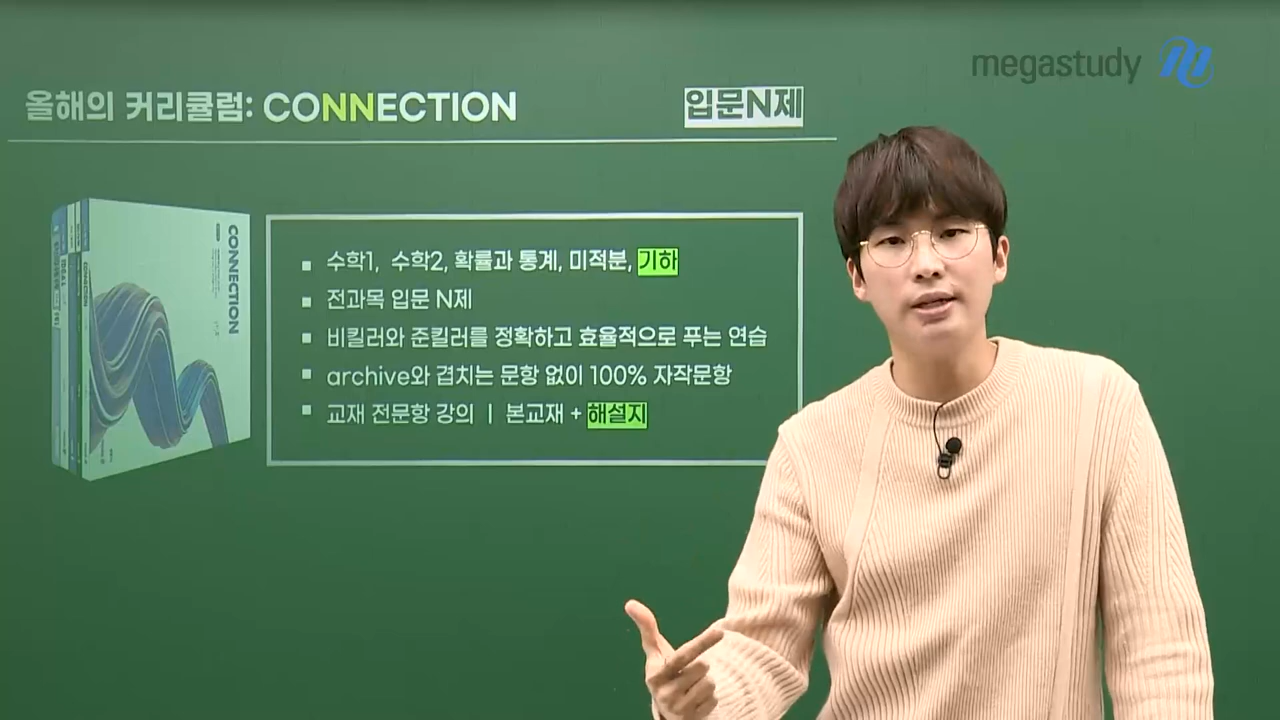 megastudy
올해의 커리큘럼: CONNECTION
입문N제
CONNECTION
수학1, 수학2, 확률과 통계, 미적분, 기하
전과목 입문 N제
비킬러와 준킬러를 정확하고 효율적으로 푸는 연습
archive와 겹치는 문항 없이 100% 자작문항
교재 전문항 강의 | 본교재 + 해설지